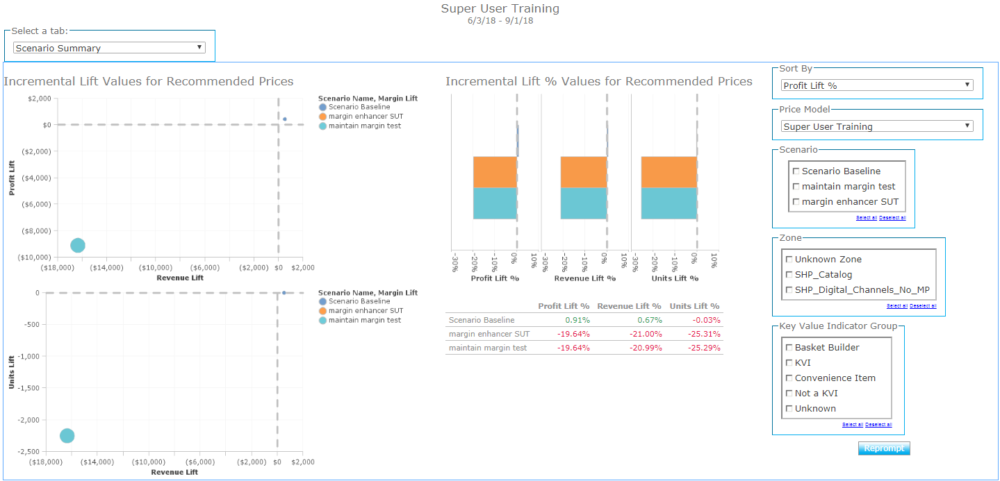 Super User Training
6/3/18 - 9/1/18
Select a tab:
Scenario Summary
Incremental Lift Values for Recommended Prices
$2,000
$0
($2,000)
($4,000)
($6,000)
($8,000)
($10,000)
Profit Lift
($18,000) ($14,000) ($10,000) ($6,000) ($2,000) $0 $2,000
Revenue Lift
Scenario Name, Margin Lift
Scenario Baseline
margin enhancer SUT
maintain margin test
0
-500
-1,000
-1,500
-2,000
-2,500
Units Lift
($18,000) ($14,000) ($10,000) ($6,000) ($2,000) $0 $2,000
Revenue Lift
Scenario Name, Margin Lift
Scenario Baseline
margin enhancer SUT
maintain margin test
Incremental Lift % Values for Recommended Prices
-30% -20% -10% 0% 10% -30% -20% -10% 0% 10% -30% -20% -10% 0% 10%
Profit Lift % Revenue Lift % Units Lift %
Profit Lift % Revenue Lift % Units Lift %
Scenario Baseline 0.91% 0.67% -0.03%
margin enhancer SUT -19.64% -21.00% -25.31%
maintain margin test -19.64% -20.99% -25.29%
Sort By
Profit Lift %
Price Model
Super User Training
Scenario
Scenario Baseline
maintain margin test
margin enhancer SUT
Select all Deselect all
Zone
Unknown Zone
SHP_Catalog
SHP_Digital_Channels_No_MP
Select all Deselect all
Key Value Indicator Group
Basket Builder
KVI
Convenience Item
Not a KVI
Unknown
Select all Deselect all
Reprompt